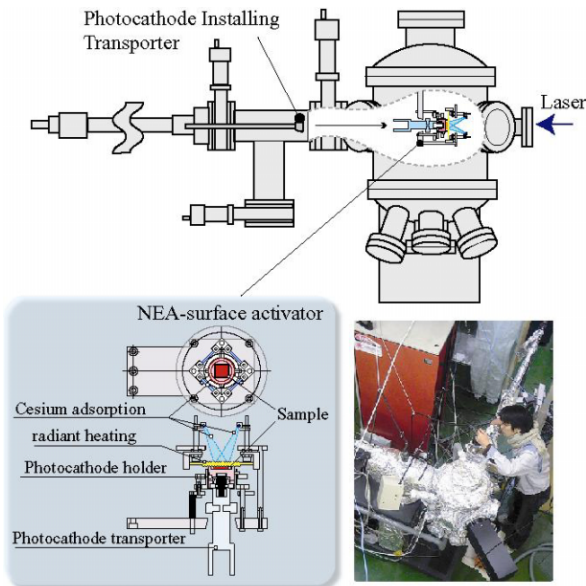 Photocathode Installing
Transporter
Laser
NEA-surface activator
Cesium adsorption
Sample
radiant heating
Photocathode holder
Photocathode transporter